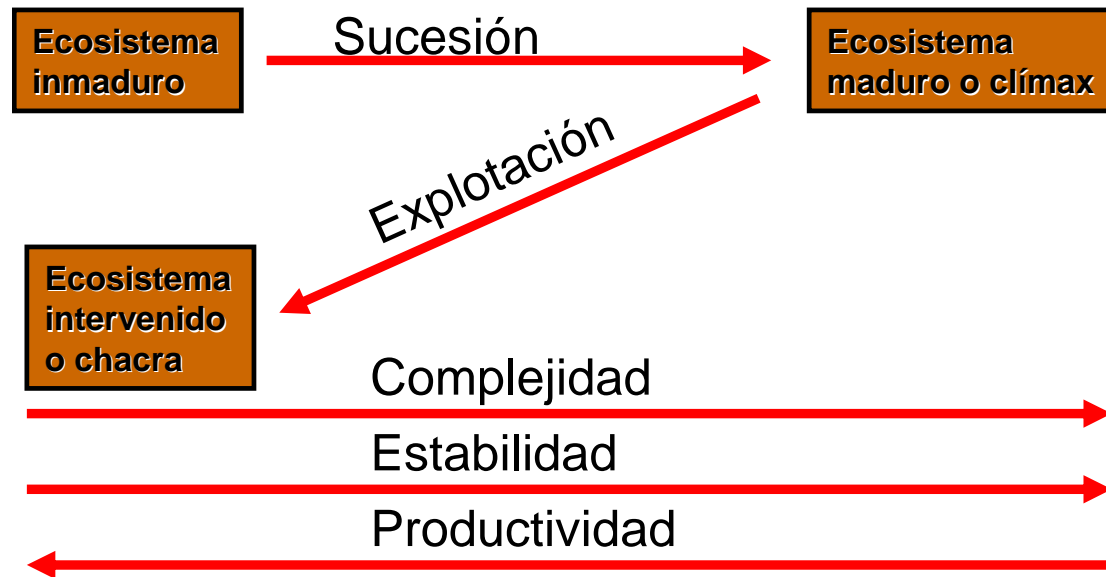 Ecosistema
inmaduro
Sucesión
Ecosistema
maduro o clímax
Explotación
Ecosistema
intervenido
o chacra
Complejidad
Estabilidad
Productividad